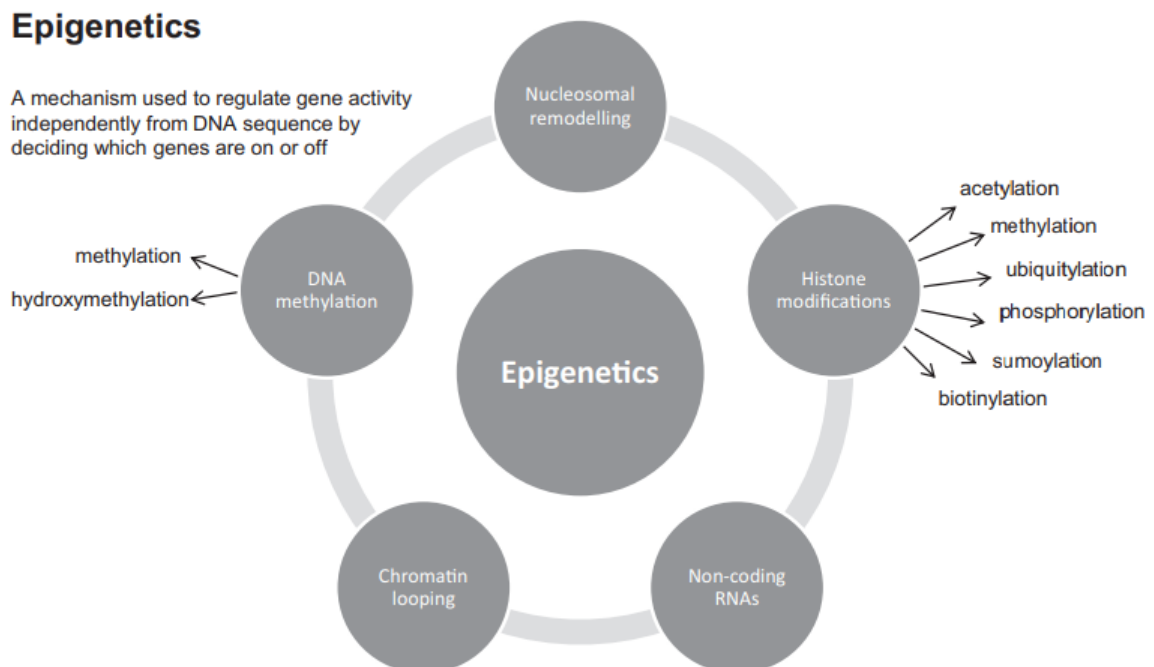 Epigenetics
A mechanism used to regulate gene activity
independently from DNA sequence by
deciding which genes are on or off
Nucleosomal
remodelling
acetylation
methylation
ubiquitylation
phosphorylation
sumoylation
biotinylation
Histone
modifications
methylation
hydroxymethylation
DNA
methylation
Epigenetics
Chromatin
looping
Non-coding
RNAs